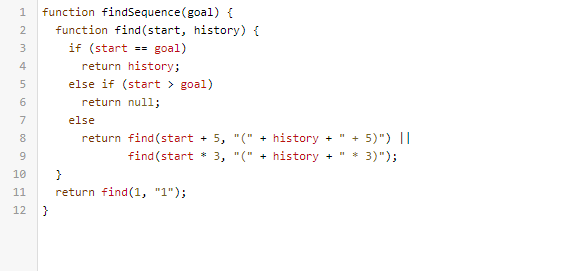 1 function findSequence(goal) {
2   function find(start, history) {
3     if (start == goal)
4       return history;
5     else if (start > goal)
6       return null;
7     else
8       return find(start + 5, "(" + history + " + 5)") ||
9              find(start * 3, "(" + history + " * 3)");
10   }
11   return find(1, "1");
12 }